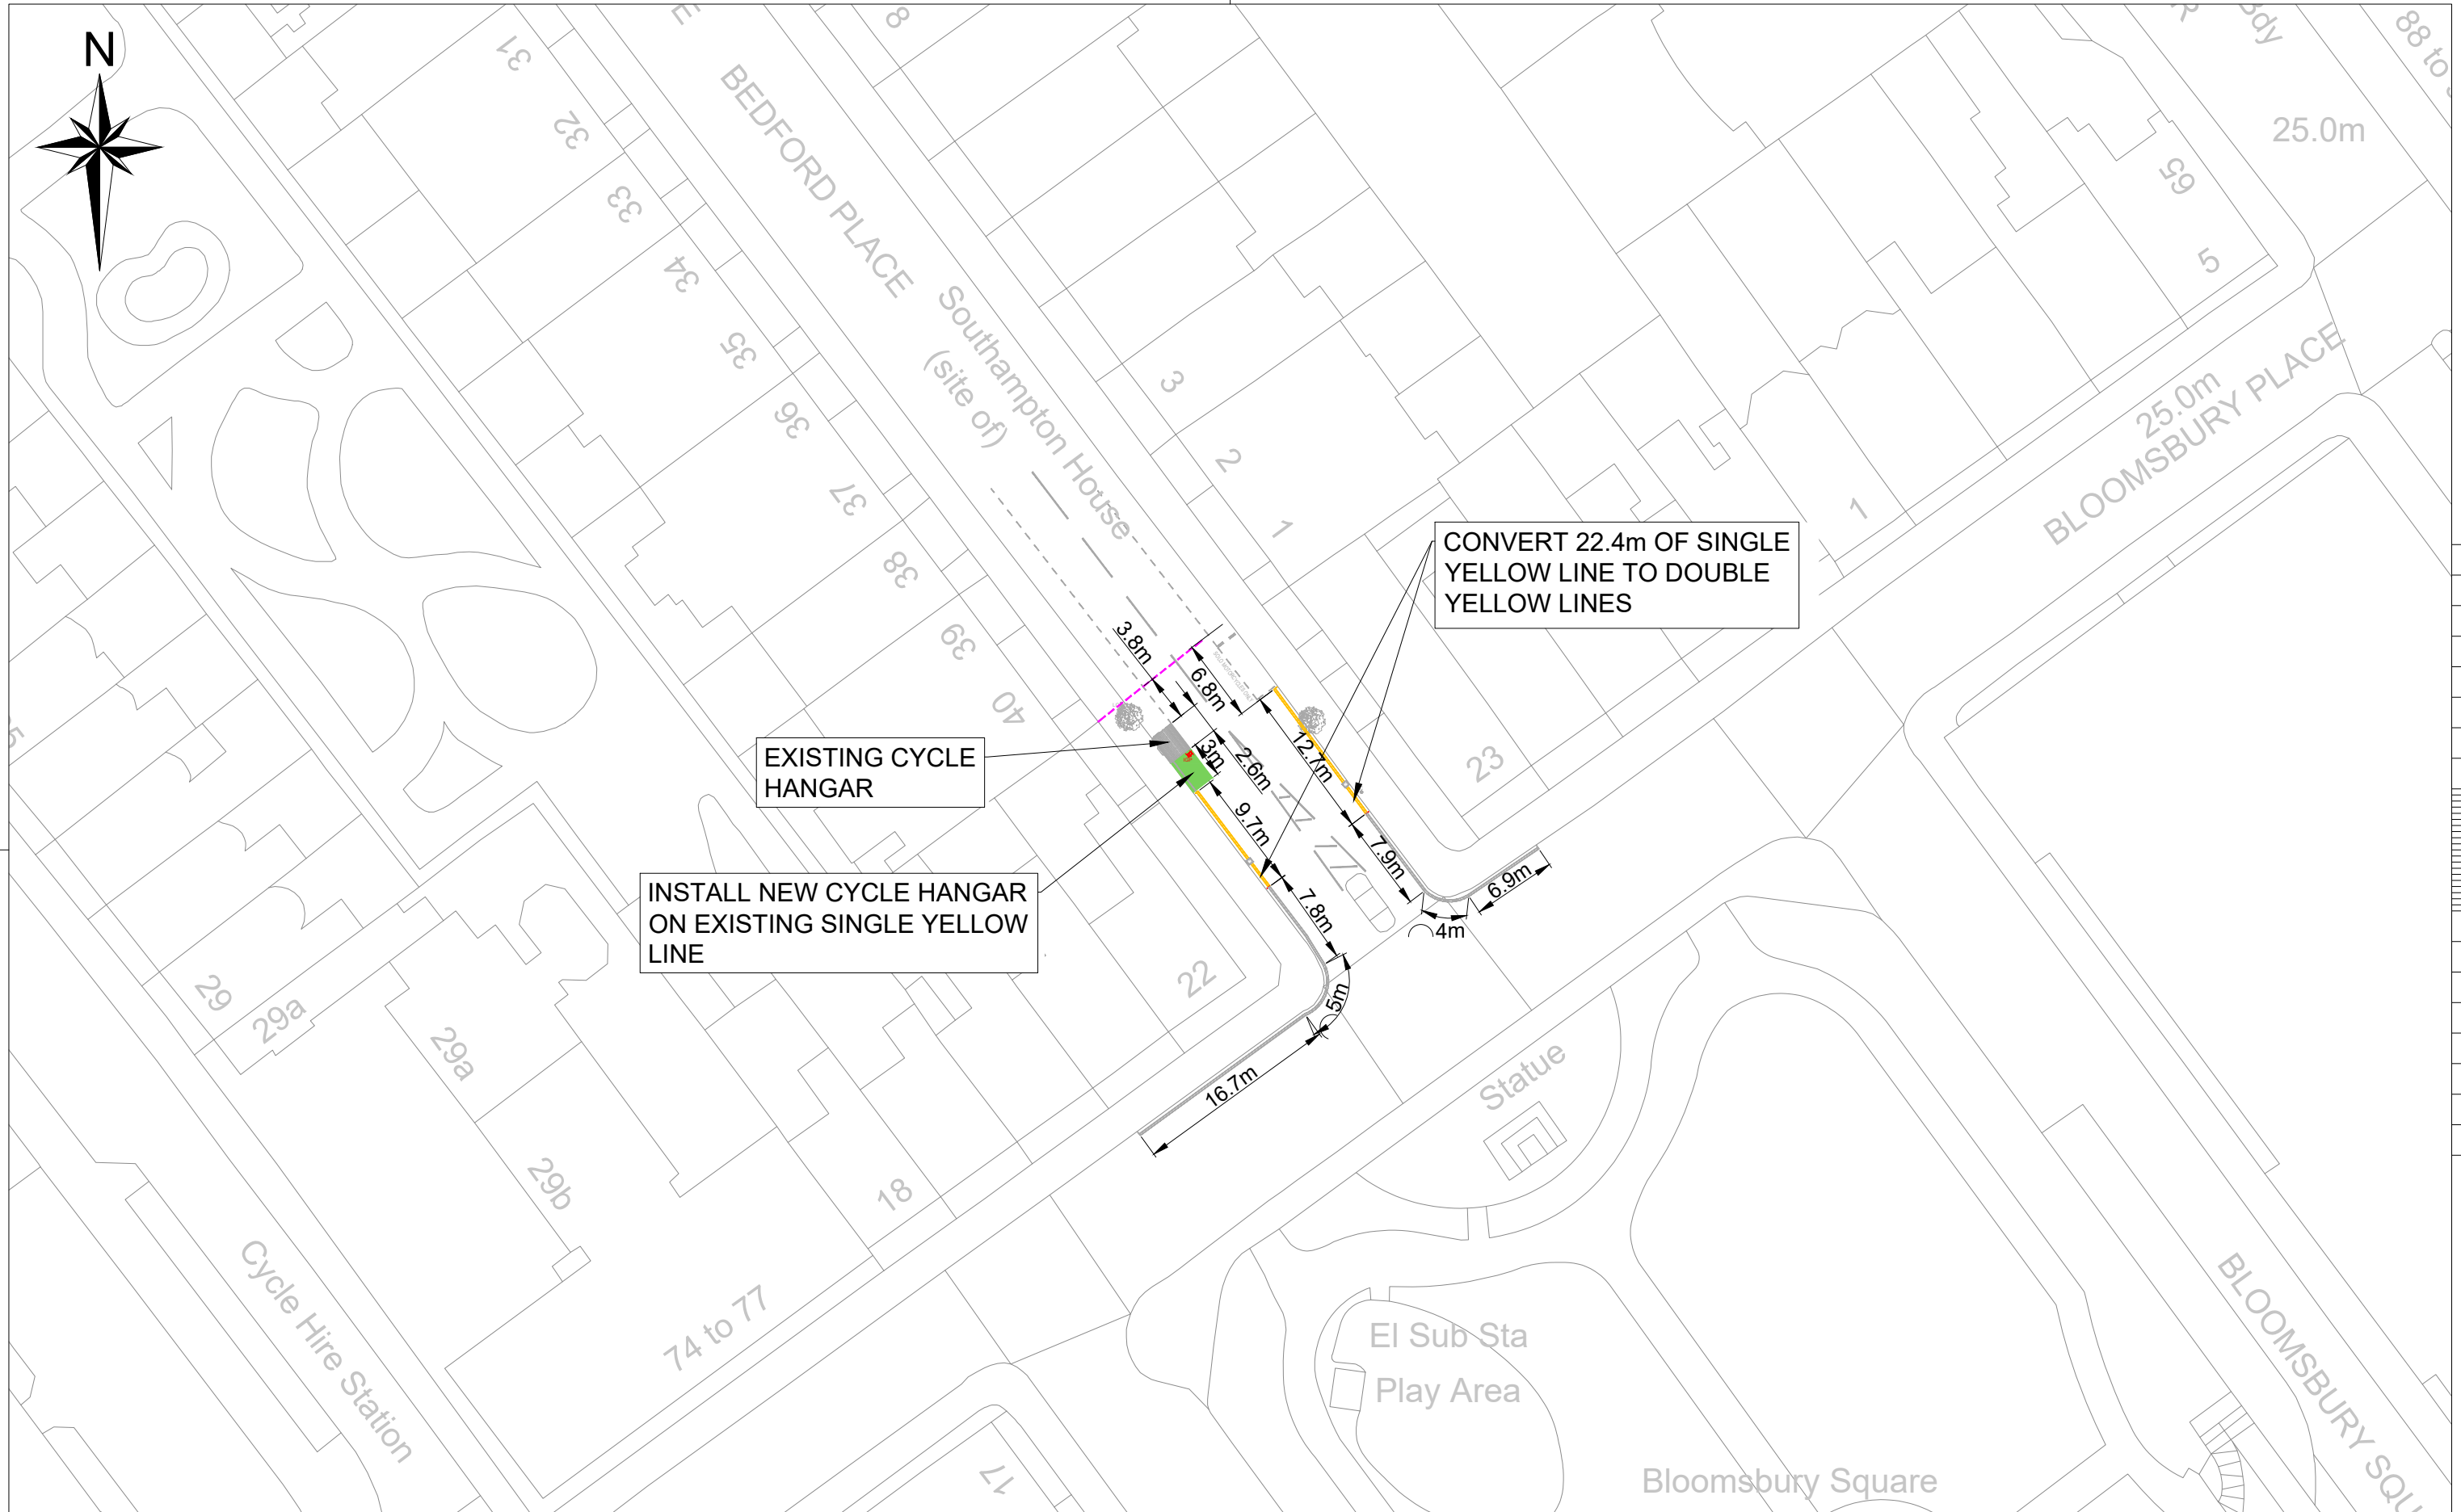 N
31
8
88 to
Bdy
32
BEDFORD PLACE
25.0m
33
65
34
5
Southampton House
(site of)
35
3
25.0m
BLOOMSBURY PLACE
36
2
37
1
1
38
CONVERT 22.4m OF SINGLE
YELLOW LINE TO DOUBLE
YELLOW LINES
39
3.8m
6.8m
40
EXISTING CYCLE
HANGAR
3m
2.6m
12.7m
23
9.7m
7.9m
6.9m
4m
INSTALL NEW CYCLE HANGAR
ON EXISTING SINGLE YELLOW
LINE
7.8m
22
5m
29
29a
29a
16.7m
Statue
29b
18
Cycle Hire Station
74 to 77
El Sub Sta
Play Area
17
Bloomsbury Square
BLOOMSBURY SQU